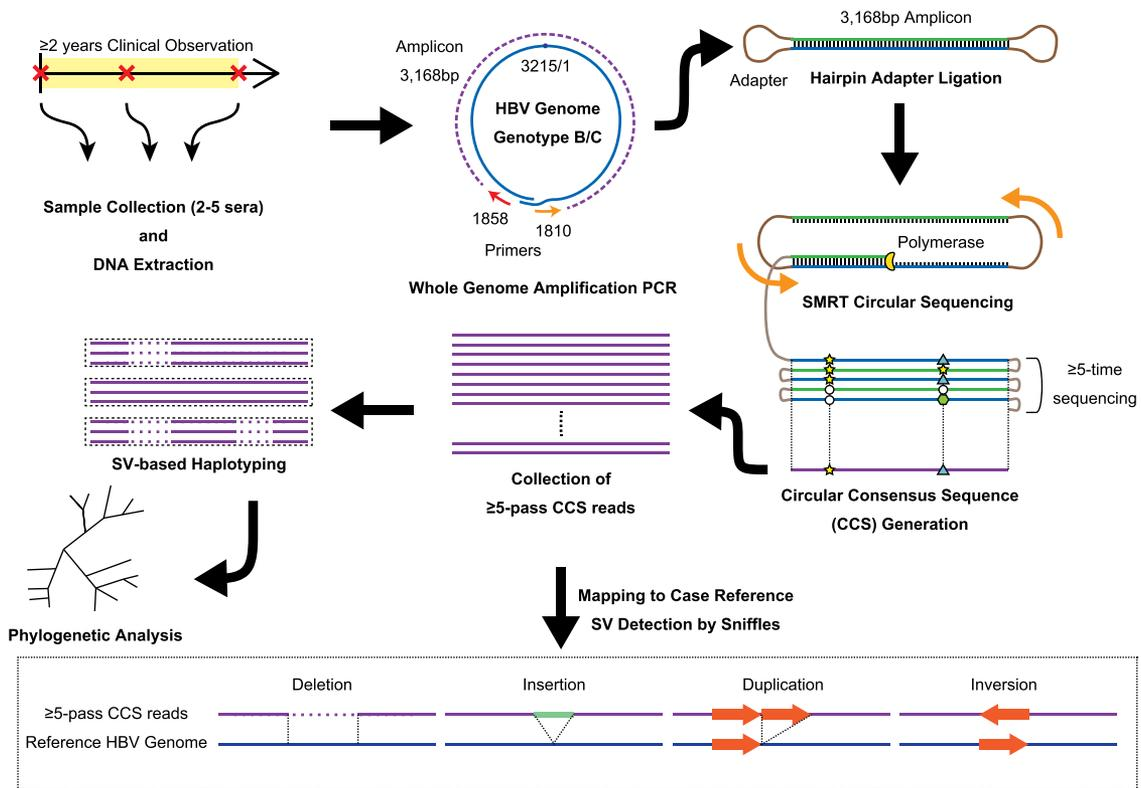 ≥2 years Clinical Observation
Sample Collection (2-5 sera)
and
DNA Extraction
Amplicon
3,168bp
3215/1
HBV Genome
Genotype B/C
1858
1810
Primers
Whole Genome Amplification PCR
3,168bp Amplicon
Adapter
Hairpin Adapter Ligation
Polymerase
SMRT Circular Sequencing
≥5-time
sequencing
Circular Consensus Sequence
(CCS) Generation
Collection of
≥5-pass CCS reads
SV-based Haplotyping
Phylogenetic Analysis
Mapping to Case Reference
SV Detection by Sniffles
Deletion
Insertion
Duplication
Inversion
≥5-pass CCS reads
Reference HBV Genome